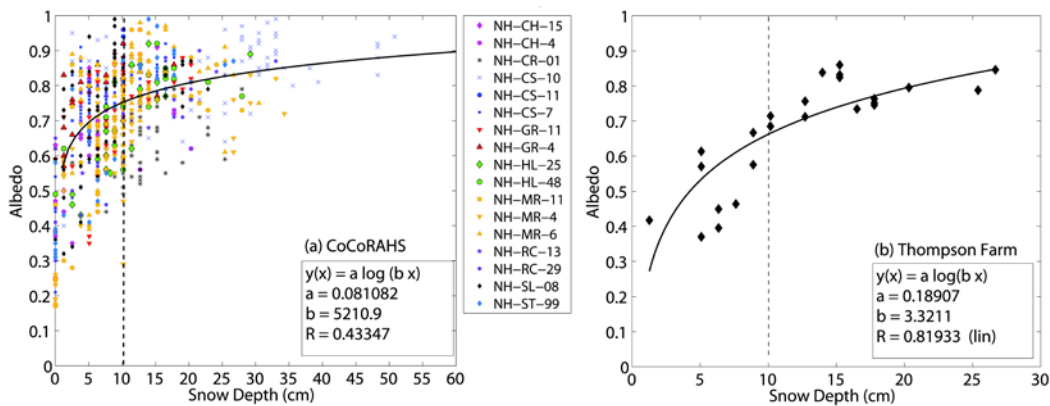 1
0.9
0.8
0.7
0.6
0.5
0.4
0.3
0.2
0.1
0
Albedo
0 5 10 15 20 25 30 35 40 45 50 55 60
Snow Depth (cm)
(a) CoCoRAHS
y(x) = a log (b x)
a = 0.081082
b = 5210.9
R = 0.43347
NH−CH−15
NH−CH−4
NH−CR−01
NH−CS−10
NH−CS−11
NH−CS−7
NH−GR−11
NH−GR−4
NH−HL−25
NH−HL−48
NH−MR−11
NH−MR−4
NH−MR−6
NH−RC−13
NH−RC−29
NH−SL−08
NH−ST−99
1
0.9
0.8
0.7
0.6
0.5
0.4
0.3
0.2
0.1
0
Albedo
0 5 10 15 20 25 30
Snow Depth (cm)
(b) Thompson Farm
y(x) = a log(b x)
a = 0.18907
b = 3.3211
R = 0.81933 (lin)